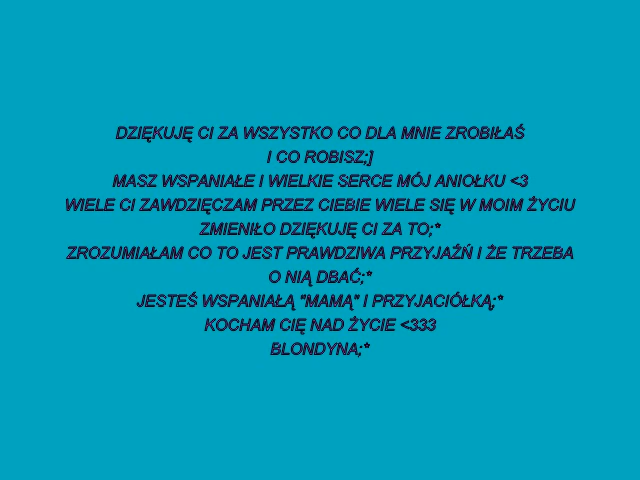 DZIĘKUJĘ CI ZA WSZYSTKO CO DLA MNIE ZROBIŁAŚ
I CO ROBISZ;]
MASZ WSPANIAŁE I WIELKIE SERCE MÓJ ANIOŁKU <3
WIELE CI ZAWDZIĘCZAM PRZEZ CIEBIE WIELE SIĘ W MOIM ŻYCIU
ZMIENIŁO DZIĘKUJĘ CI ZA TO;*
ZROZUMIAŁAM CO TO JEST PRAWDZIWA PRZYJAŹŃ I ŻE TRZEBA
O NIĄ DBAĆ;*
JESTEŚ WSPANIAŁĄ "MAMĄ" I PRZYJACIÓŁKĄ;*
KOCHAM CIĘ NAD ŻYCIE <333
BLONDYNA;*